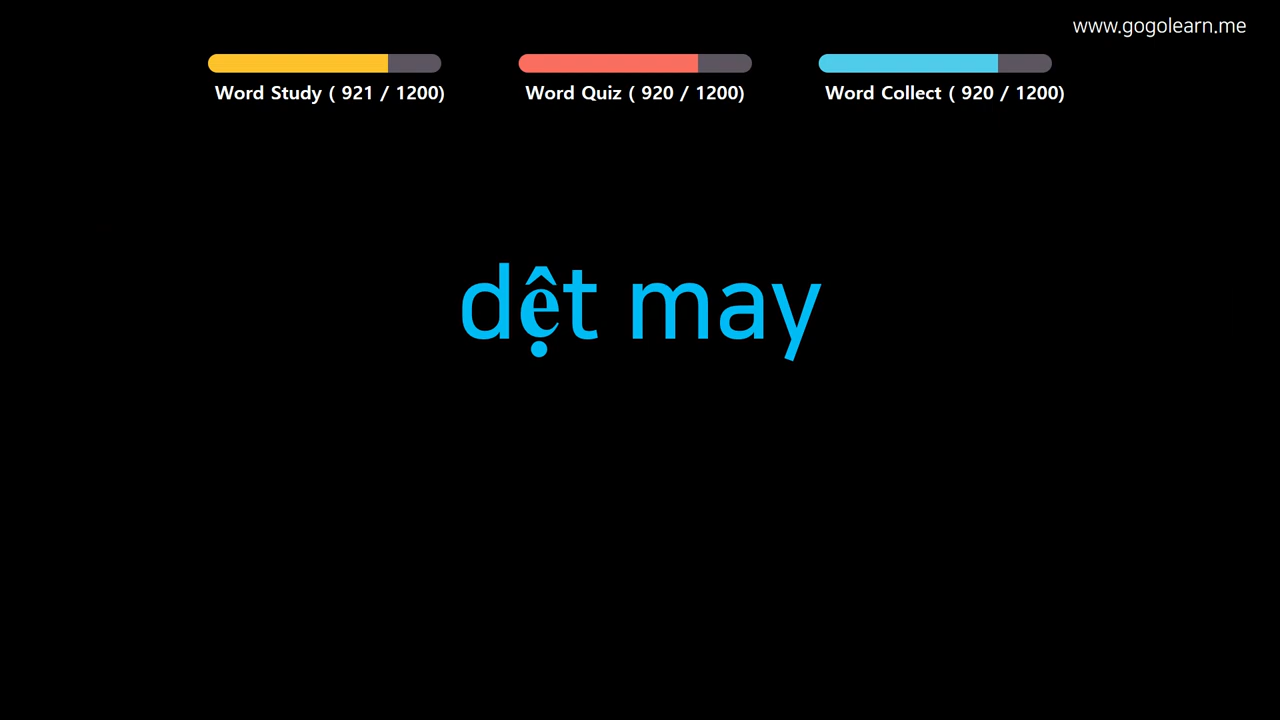 www.gogolearn.me
Word Study ( 921 / 1200)
Word Quiz ( 920 / 1200)
Word Collect ( 920 / 1200)
dệt may